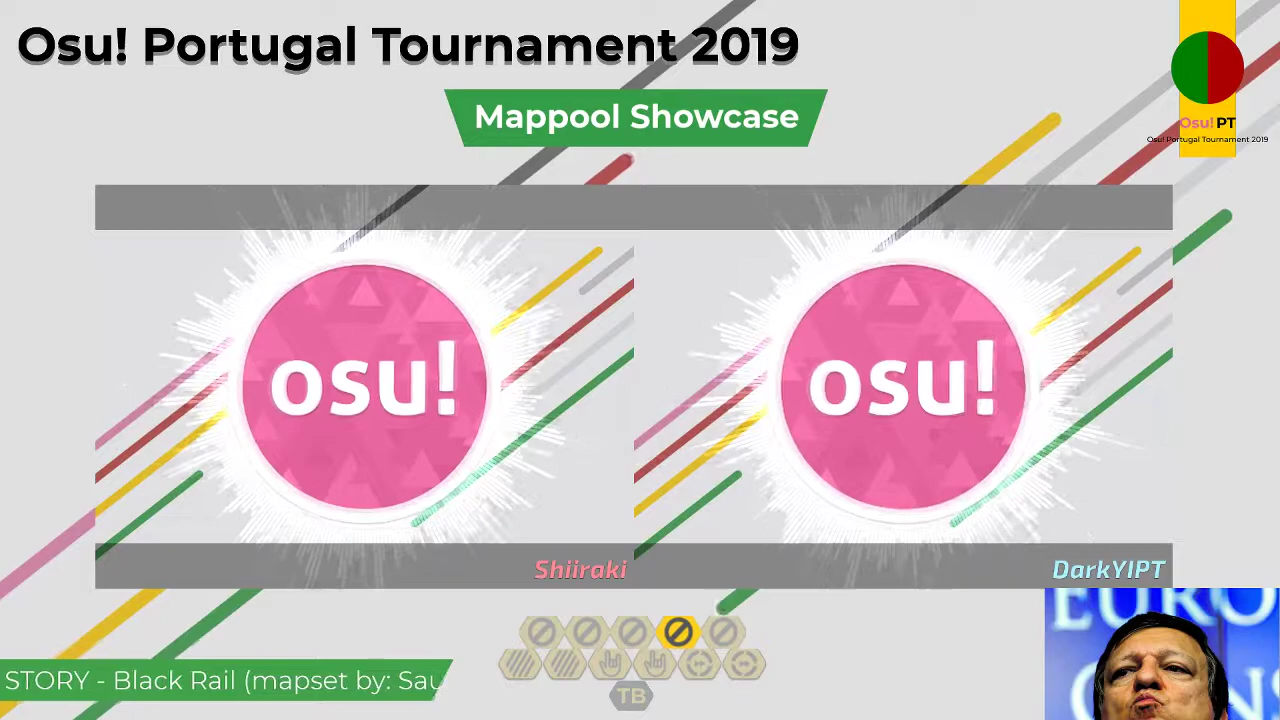 Osu! Portugal Tournament 2019
Mappool Showcase
Osu! PT
Osu! Portugal Tournament 2019
osu!
osu!
Shiiraki
DarkYIPT
EURO
STORY - Black Rail (mapset by: Sau
TB